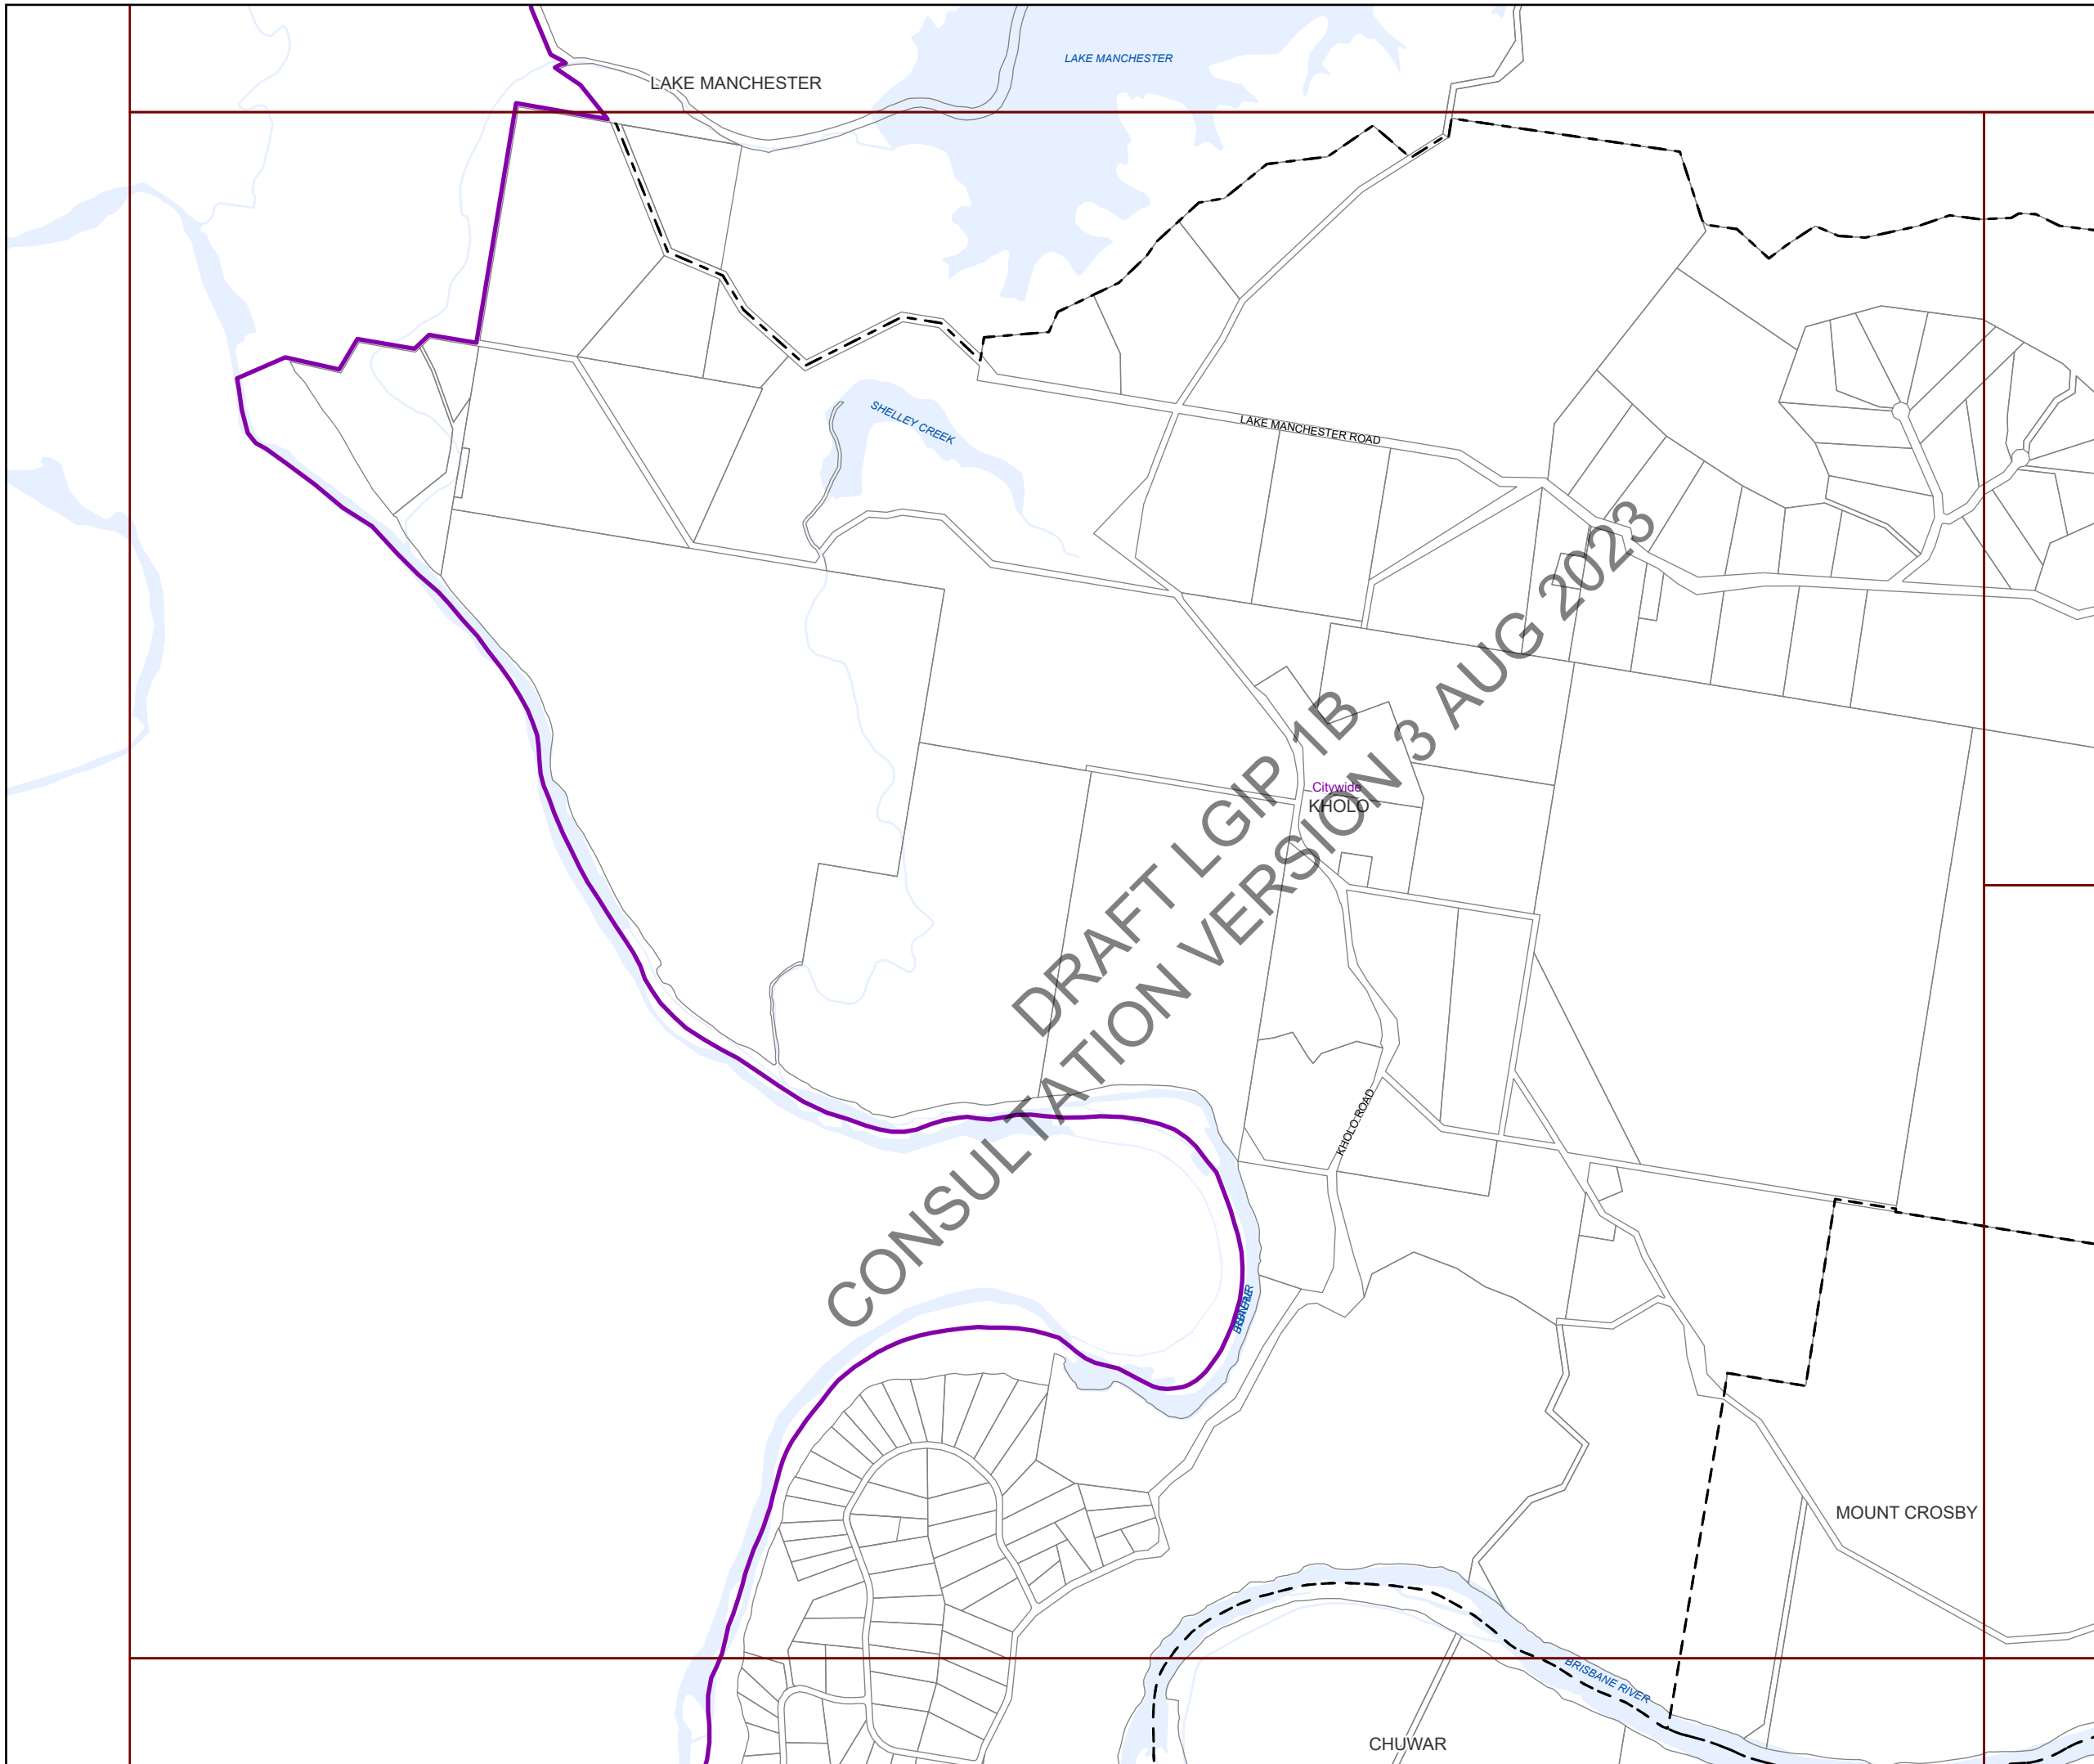 LAKE MANCHESTER
LAKE MANCHESTER
SHELLEY CREEK
LAKE MANCHESTER ROAD
Citywide
KHOLO
DRAFT LGIP 1B
CONSULTATION VERSION 3 AUG 2023
KHOLO ROAD
MOUNT CROSBY
BRISBANE RIVER
CHUWAR